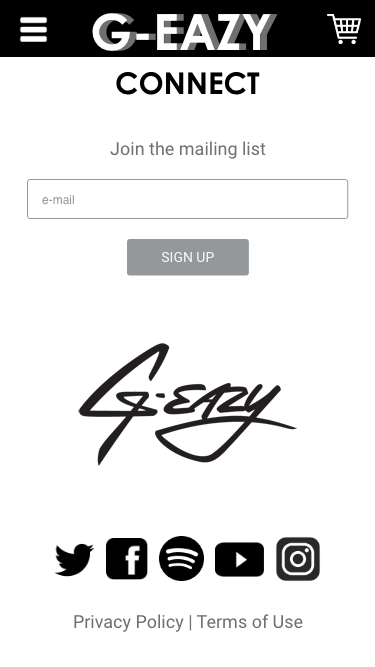 G-EAZY
CONNECT
Join the mailing list
e-mail
SIGN UP
G-EAZY
Privacy Policy | Terms of Use